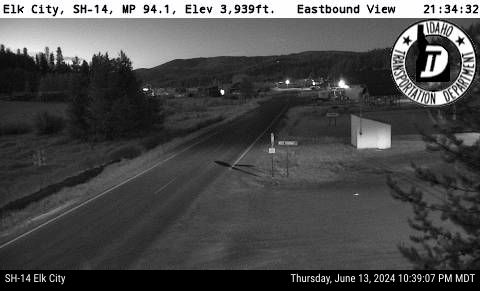 Elk City, SH-14, MP 94.1, Elev 3,939ft. Eastbound View 21:34:32
IDAHO
TRANSPORTATION DEPARTMENT
SH-14 Elk City Thursday, June 13, 2024 10:39:07 PM MDT